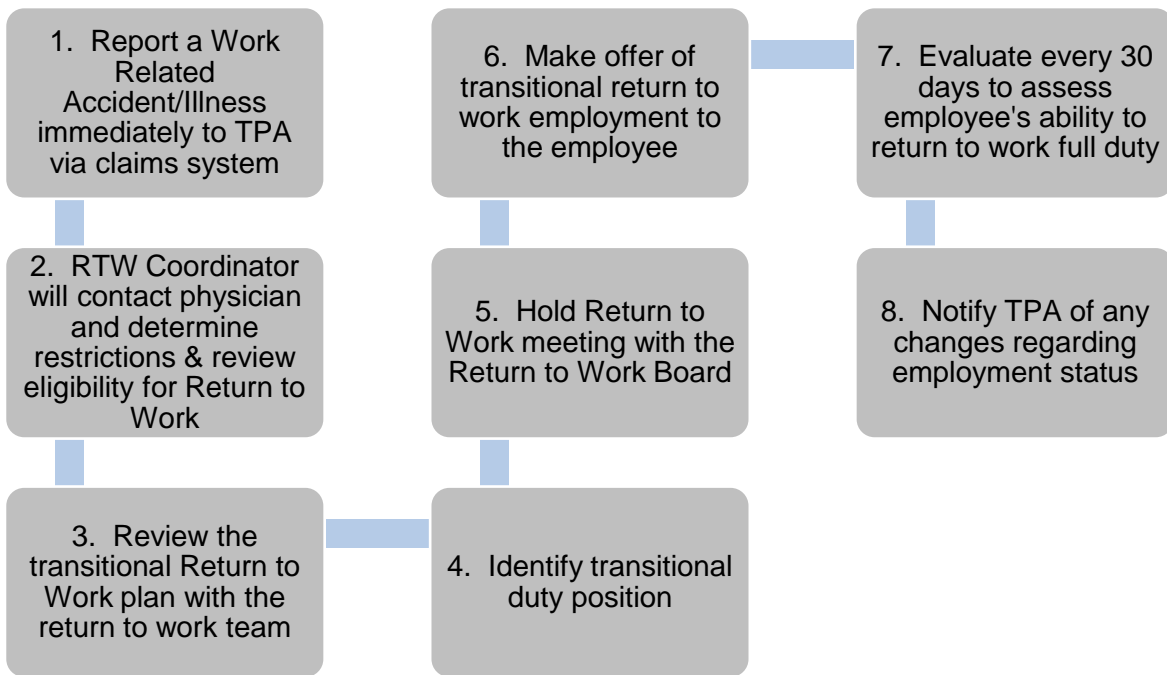 1. Report a Work
Related
Accident/Illness
immediately to TPA
via claims system
2. RTW Coordinator
will contact physician
and determine
restrictions & review
eligibility for Return to
Work
3. Review the
transitional Return to
Work plan with the
return to work team
4. Identify transitional
duty position
5. Hold Return to
Work meeting with the
Return to Work Board
6. Make offer of
transitional return to
work employment to
the employee
7. Evaluate every 30
days to assess
employee's ability to
return to work full duty
8. Notify TPA of any
changes regarding
employment status